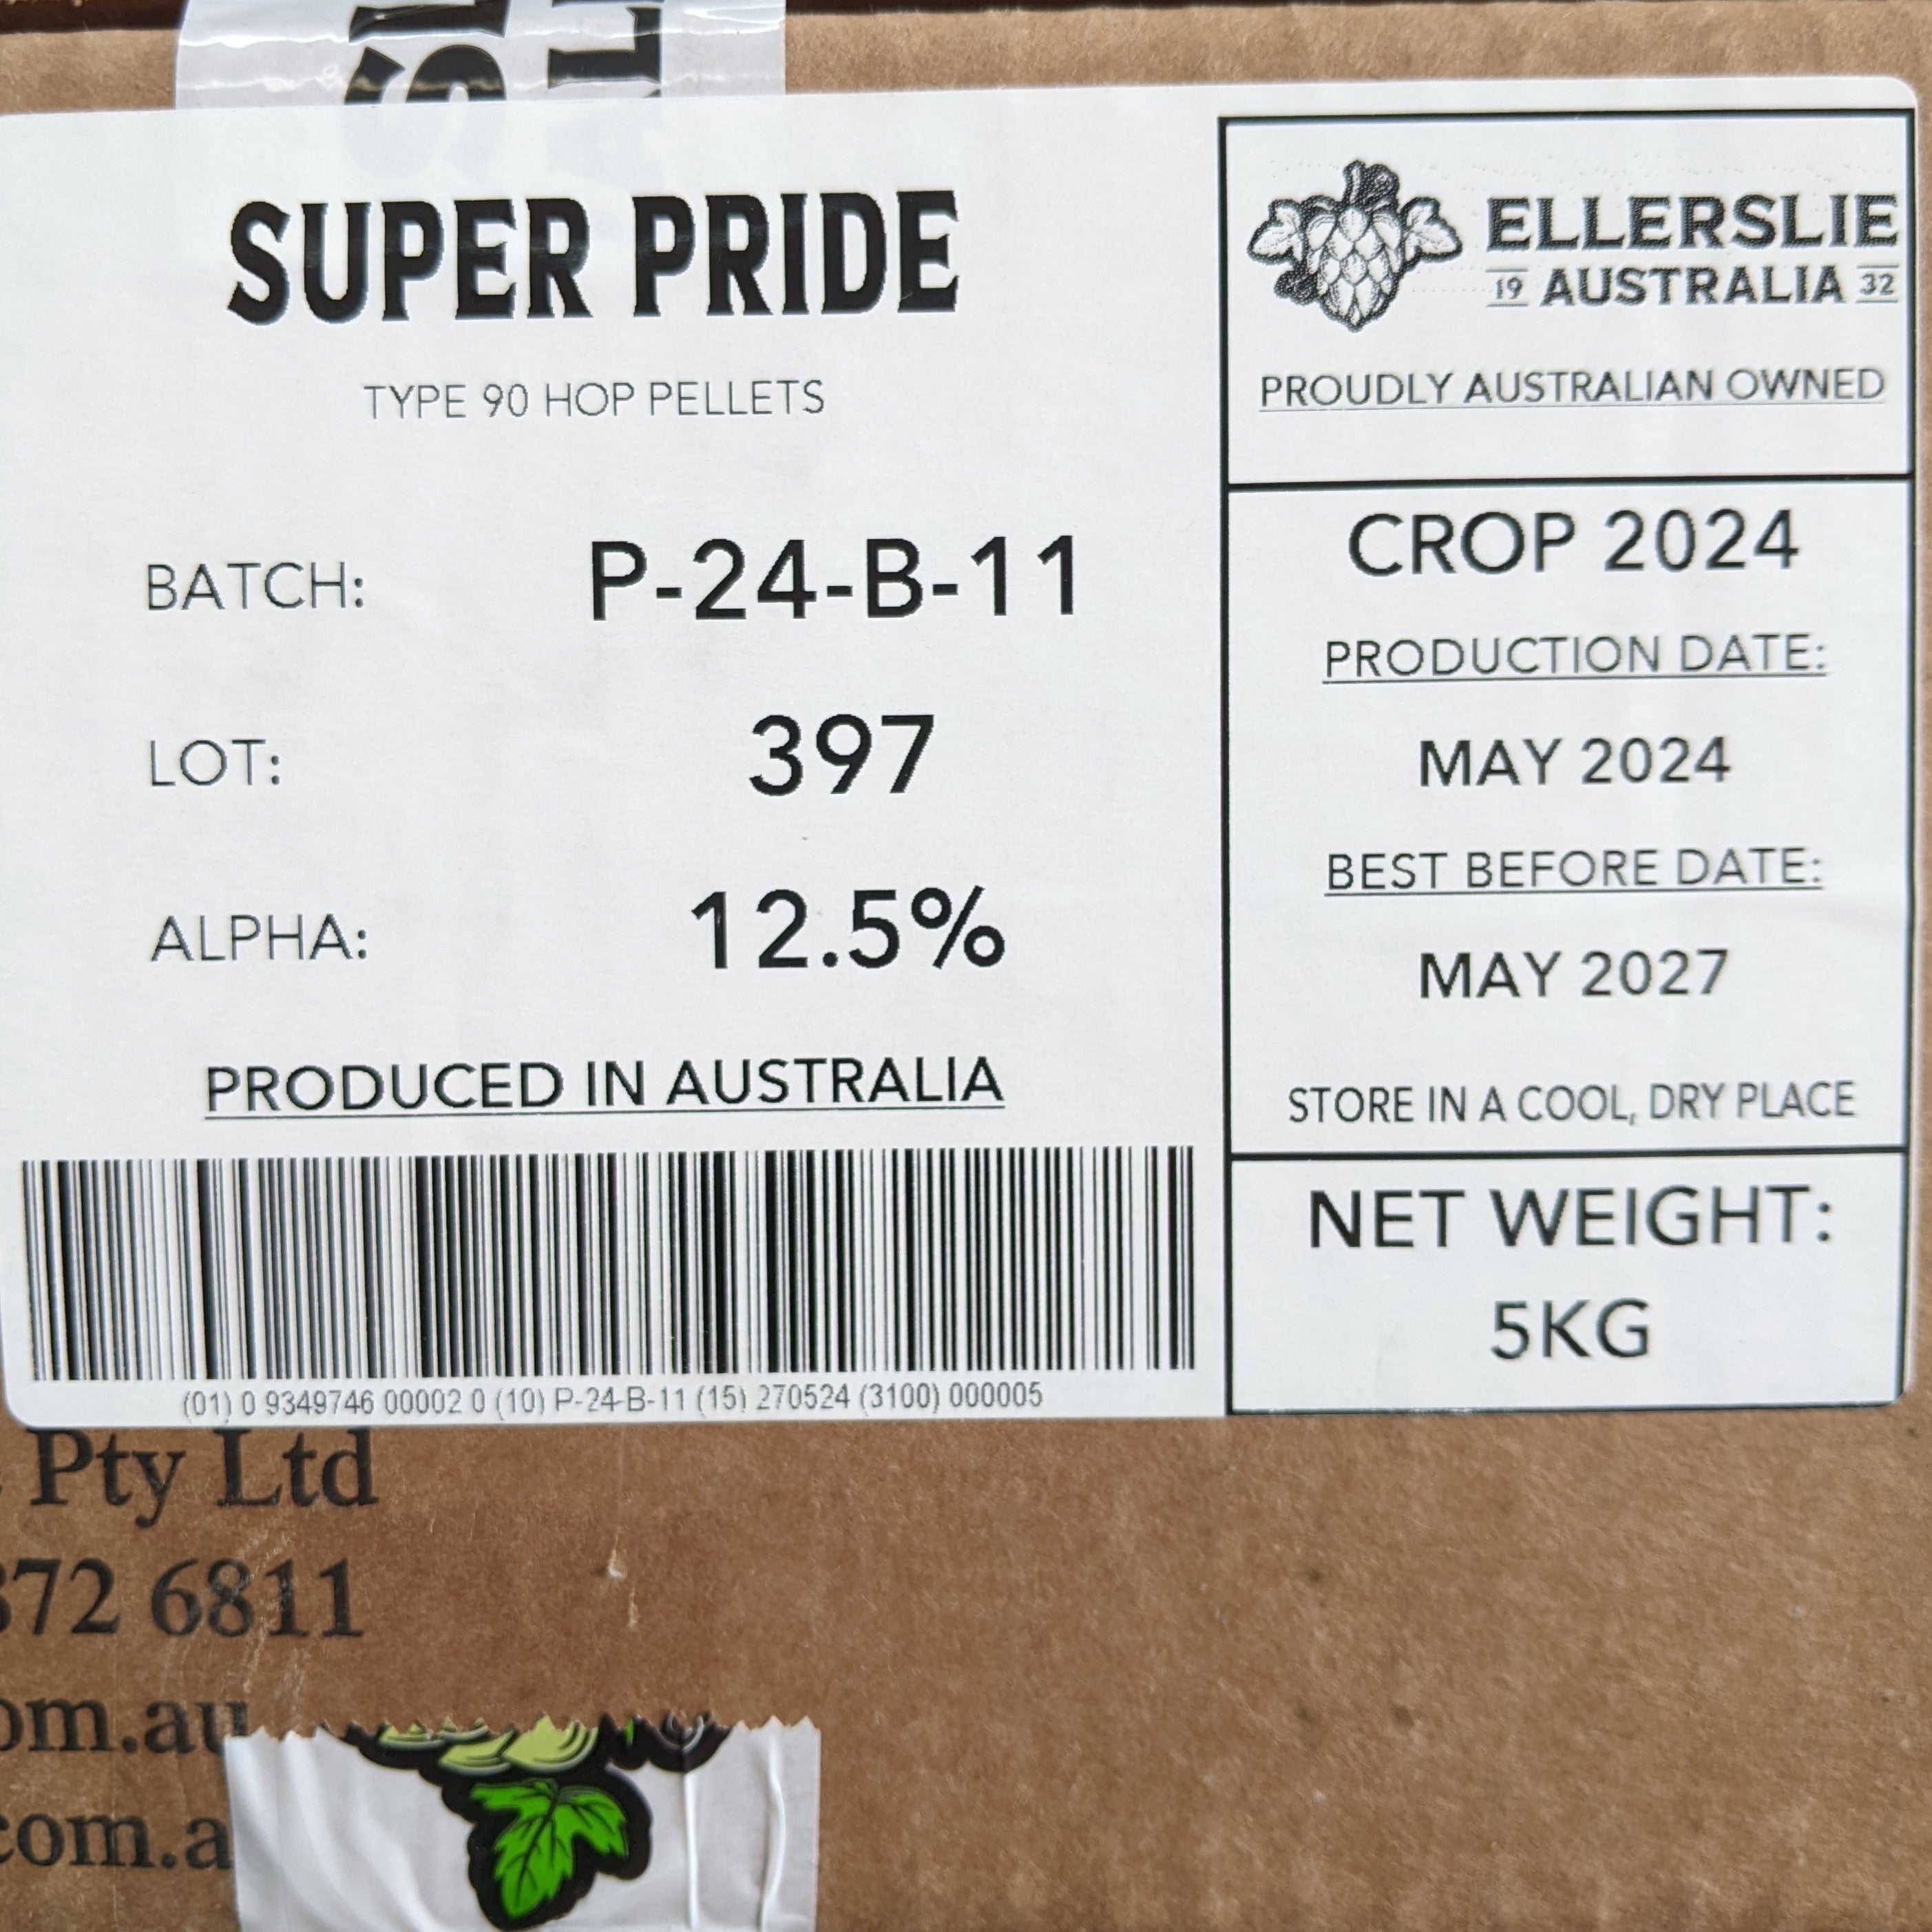 SUPER PRIDE
TYPE 90 HOP PELLETS
BATCH: P-24-B-11
LOT: 397
ALPHA: 12.5%
PRODUCED IN AUSTRALIA
(01) 0 9349746 00002 0 (10) P-24-B-11 (15) 270524 (3100) 000005
ELLERSLIE
19 AUSTRALIA 32
PROUDLY AUSTRALIAN OWNED
CROP 2024
PRODUCTION DATE:
MAY 2024
BEST BEFORE DATE:
MAY 2027
STORE IN A COOL, DRY PLACE
NET WEIGHT:
5KG
Pty Ltd
372 6811
om.au
com.a